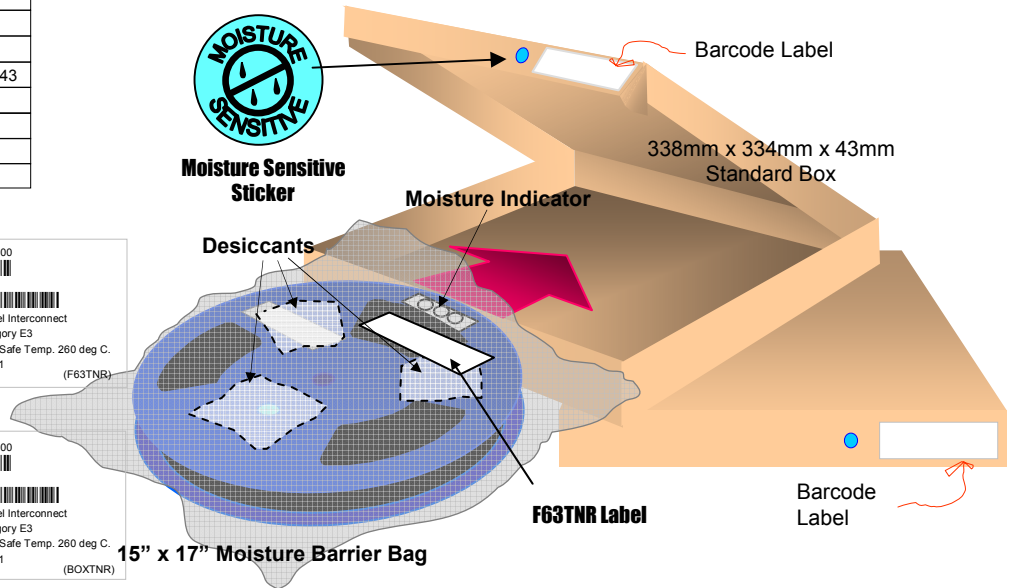 43
MOISTURE
SENSITIVE
Moisture Sensitive
Sticker
Barcode Label
338mm x 334mm x 43mm
Standard Box
Moisture Indicator
Desiccants
00
el Interconnect
gory E3
Safe Temp. 260 deg C.
1
(F63TNR)
00
el Interconnect
gory E3
Safe Temp. 260 deg C.
1
(BOXTNR)
F63TNR Label
Barcode
Label
15” x 17” Moisture Barrier Bag